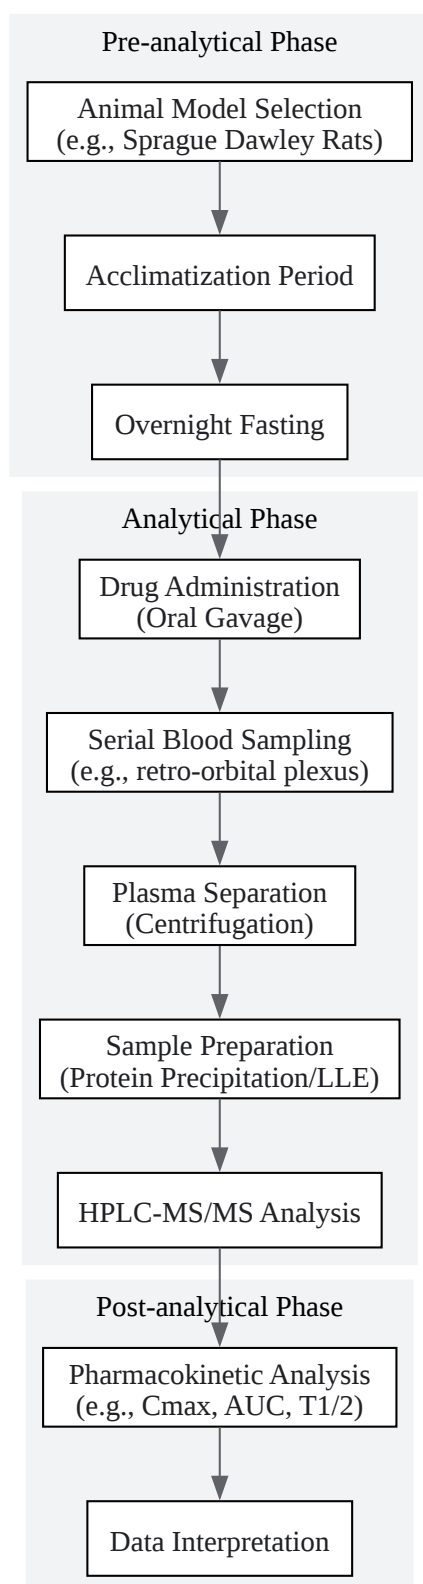 Pre-analytical Phase
Animal Model Selection
(e.g., Sprague Dawley Rats)
Acclimatization Period
Overnight Fasting
Analytical Phase
Drug Administration
(Oral Gavage)
Serial Blood Sampling
(e.g., retro-orbital plexus)
Plasma Separation
(Centrifugation)
Sample Preparation
(Protein Precipitation/LLE)
HPLC-MS/MS Analysis
Post-analytical Phase
Pharmacokinetic Analysis
(e.g., Cmax, AUC, T1/2)
Data Interpretation